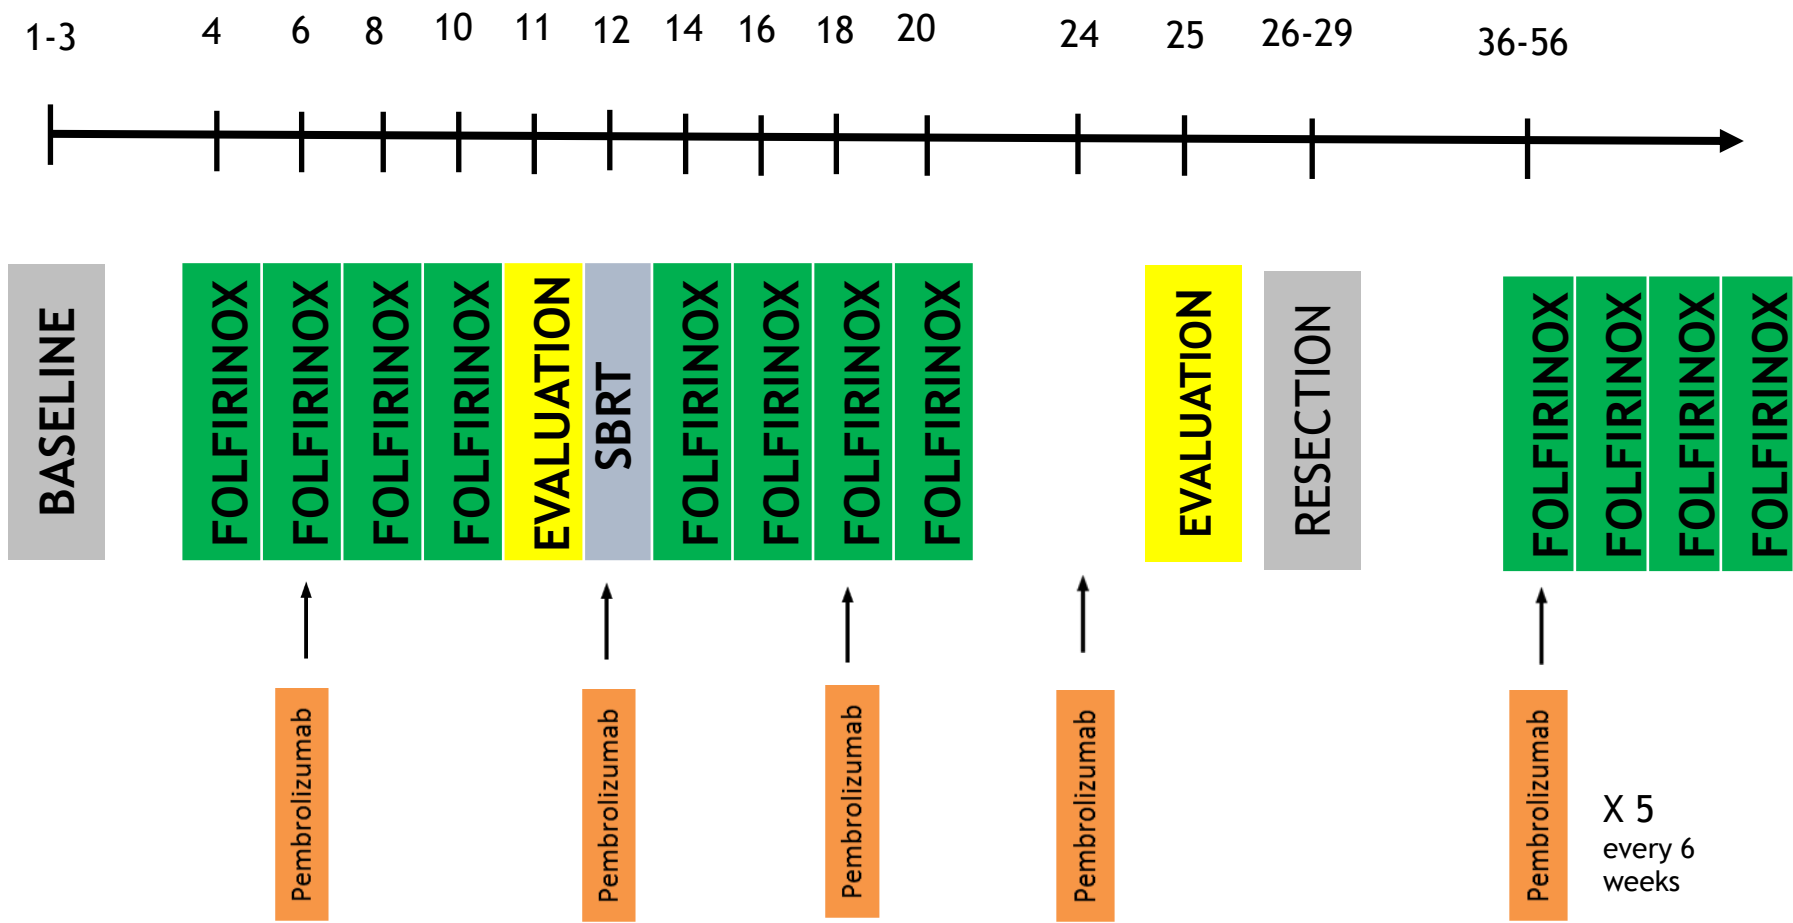 1-3 4 6 8 10 11 12 14 16 18 20 24 25 26-29 36-56
BASELINE
FOLFIRINOX
FOLFIRINOX
FOLFIRINOX
FOLFIRINOX
EVALUATION
SBRT
FOLFIRINOX
FOLFIRINOX
FOLFIRINOX
FOLFIRINOX
EVALUATION
RESECTION
FOLFIRINOX
FOLFIRINOX
FOLFIRINOX
FOLFIRINOX
Pembrolizumab
Pembrolizumab
Pembrolizumab
Pembrolizumab
Pembrolizumab
X 5
every 6
weeks